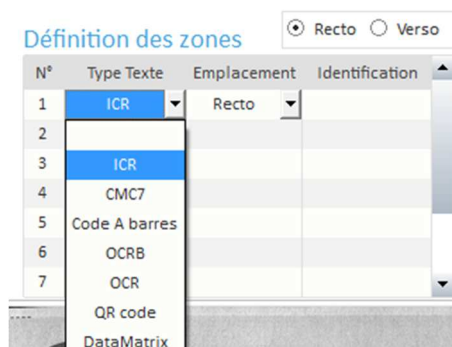 Définition des zones
Recto Verso
N° Type Texte Emplacement Identification
1 ICR Recto
2
3 ICR
4 CMC7
5 Code A barres
6 OCRB
7 OCR
QR code
DataMatrix